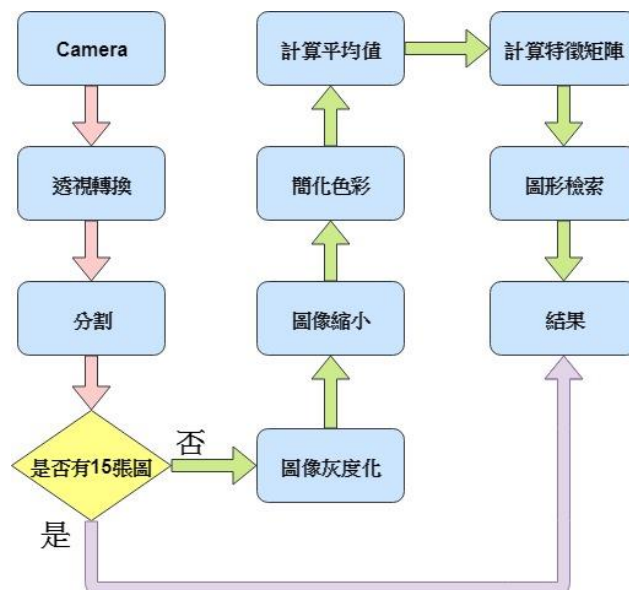 Camera
透視轉換
分割
是否有15張圖
否
是
圖像灰度化
圖像縮小
簡化色彩
計算平均值
計算特徵矩陣
圖形檢索
結果